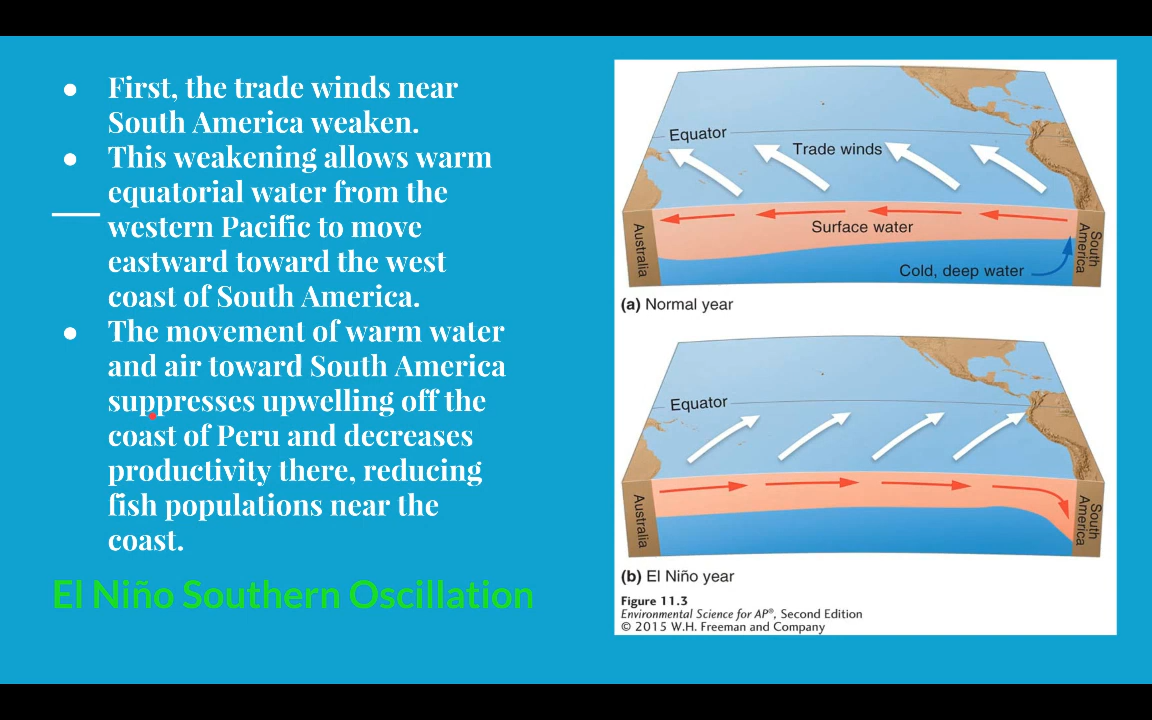 ● First, the trade winds near
South America weaken.
● This weakening allows warm
equatorial water from the
western Pacific to move
eastward toward the west
coast of South America.
● The movement of warm water
and air toward South America
suppresses upwelling off the
coast of Peru and decreases
productivity there, reducing
fish populations near the
coast.
El Niño Southern Oscillation
Equator
Trade winds
Surface water
Australia
South
America
Cold, deep water
(a) Normal year
Equator
Australia
South
America
(b) El Niño year
Figure 11.3
Environmental Science for AP®, Second Edition
© 2015 W.H. Freeman and Company